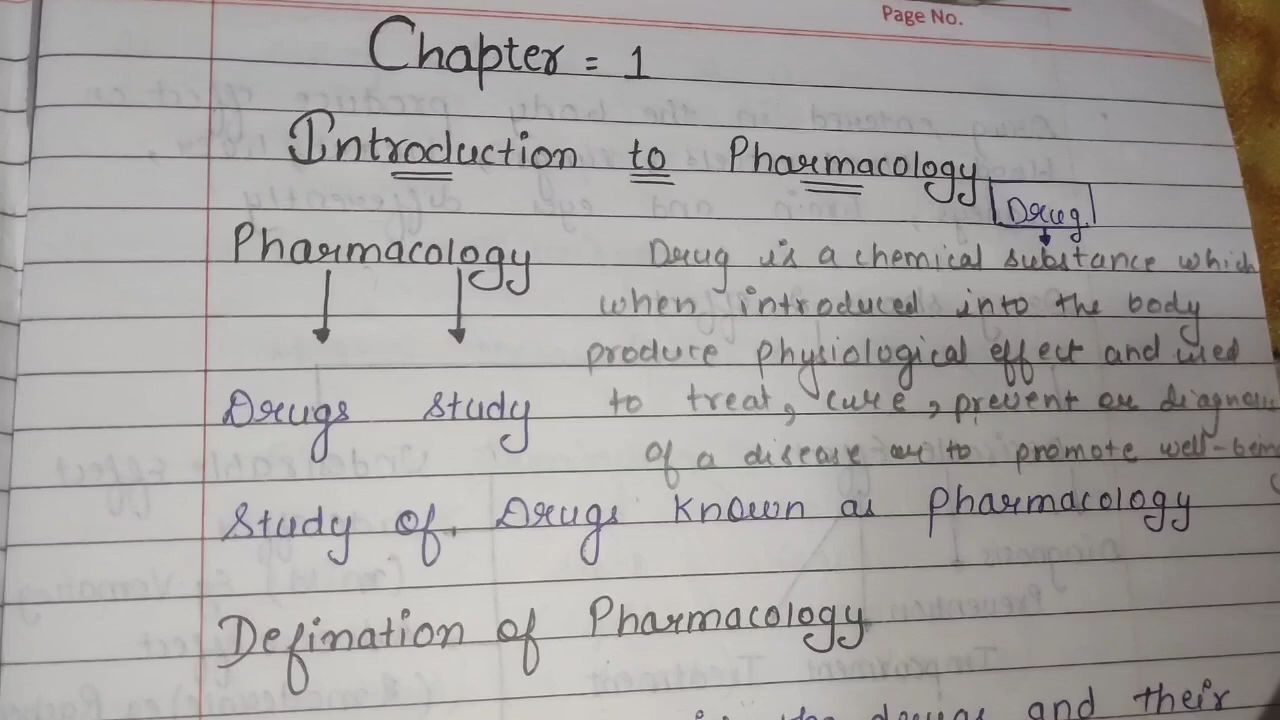 Page No.
Chapter = 1
Introduction to Pharmacology
Drug
Pharmacology
Drug is a chemical substance which
when introduced into the body
produce physiological effect and used
to treat, cure, prevent or
of a disease or to promote well-
Drugs Study
Study of Drugs Known as Pharmacology
Defination of Pharmacology
drugs and their